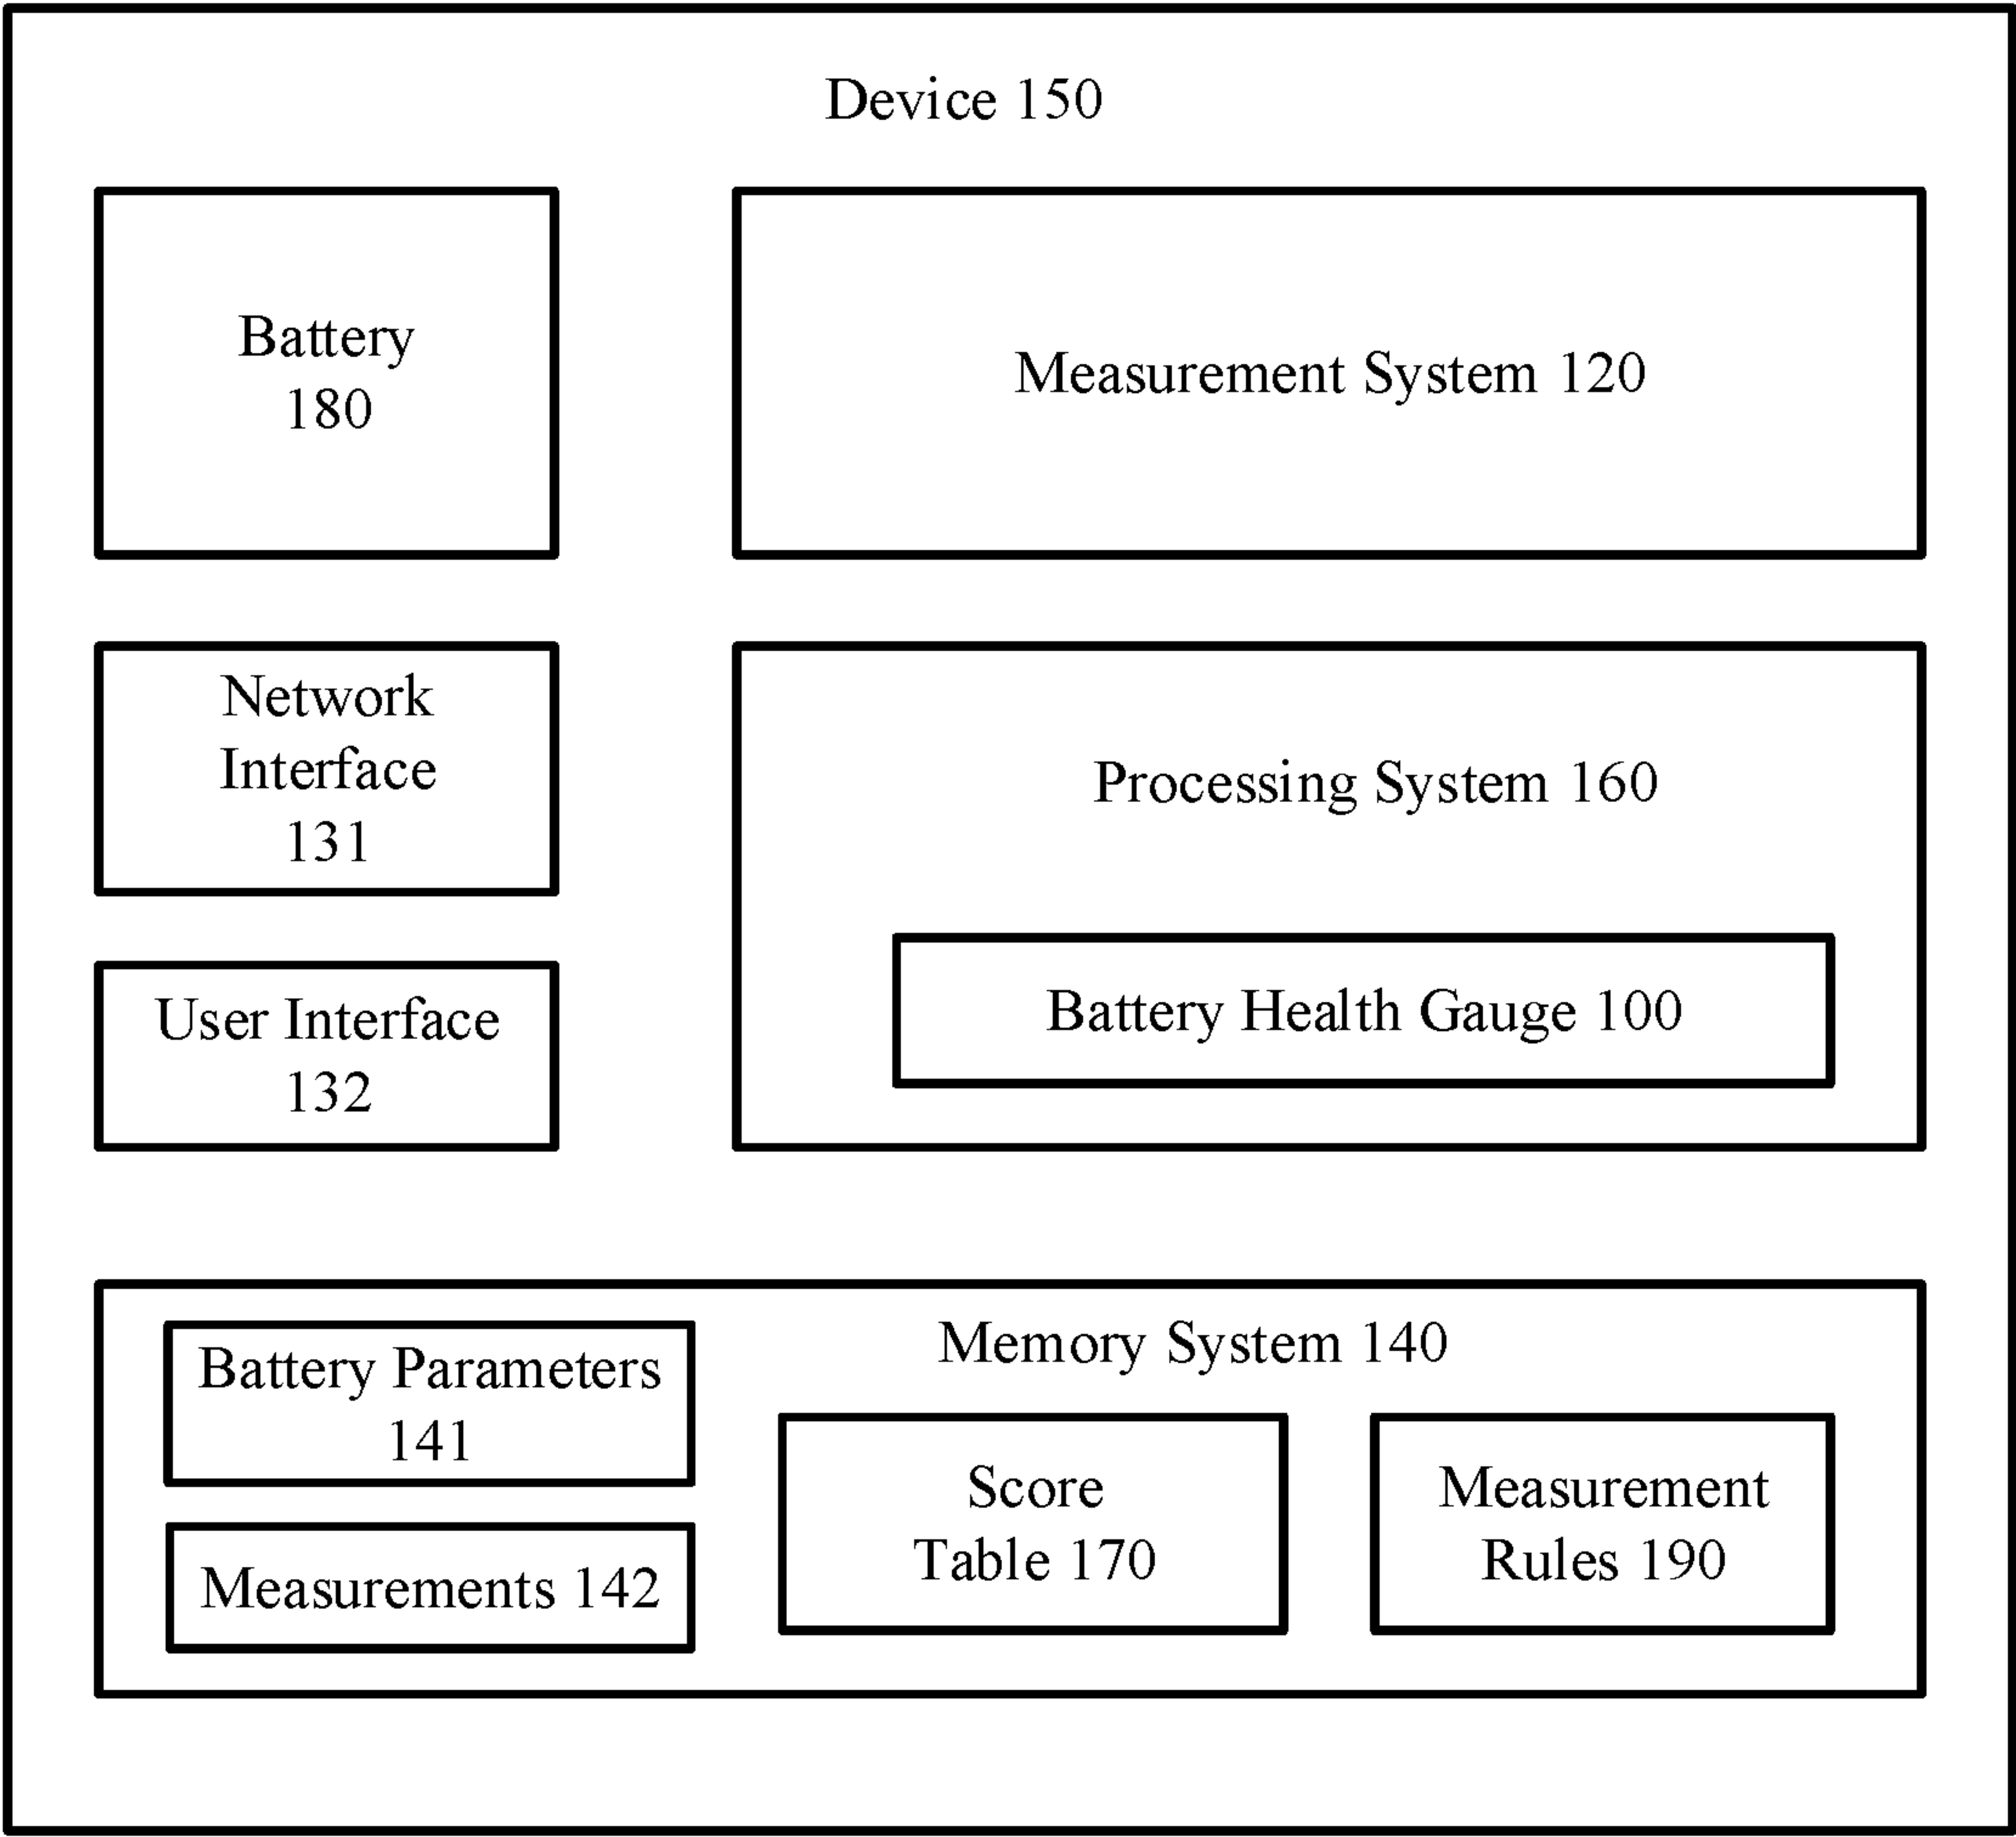 Device 150
Battery
180
Measurement System 120
Network
Interface
131
Processing System 160
Battery Health Gauge 100
User Interface
132
Memory System 140
Battery Parameters
141
Measurements 142
Score
Table 170
Measurement
Rules 190